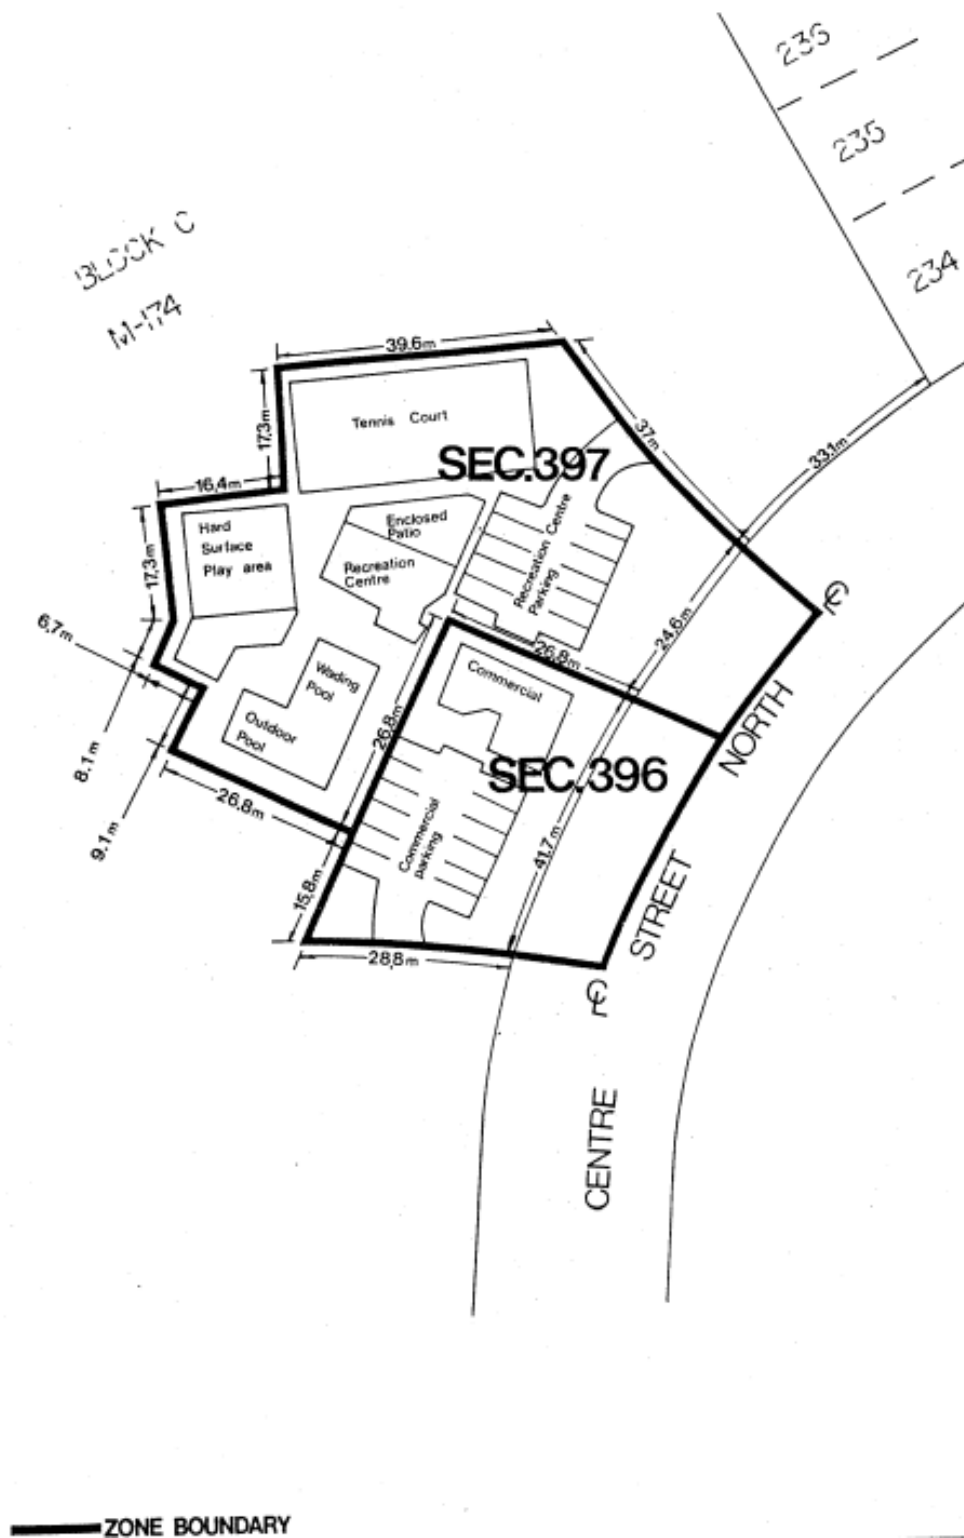 236
235
234
BLOCK C
M-174
39.6m
17.3m
Tennis Court
37m
33.1m
SEC.397
16,4m
Hard
Surface
Play area
Enclosed
Patio
Recreation
Centre
Recreation Centre
Parking
17,3m
6,7m
24,6m
26,8m
Commercial
Wading
Pool
Outdoor
Pool
26,8m
SEC.396
8.1m
9.1m
26,8m
Commercial
parking
41.7m
15,8m
28,8m
CENTRE
STREET
NORTH
ZONE BOUNDARY